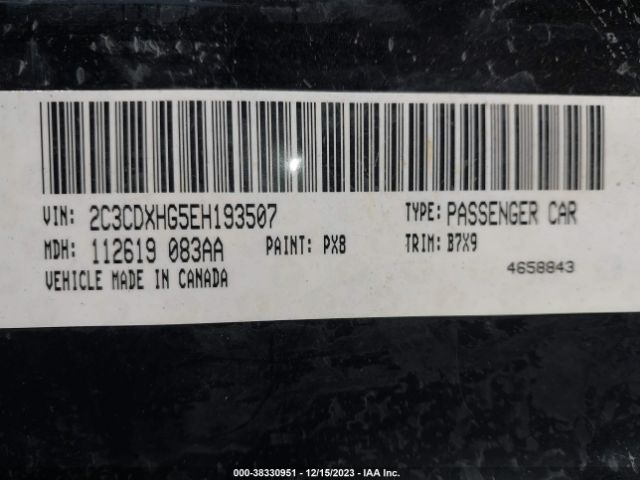 VIN: 2C3CDXHG5EH193507 TYPE: PASSENGER CAR
MDH: 112619 083AA PAINT: PX8 TRIM: B7X9
VEHICLE MADE IN CANADA 4658843
000-38330951 - 12/15/2023 - IAA Inc.